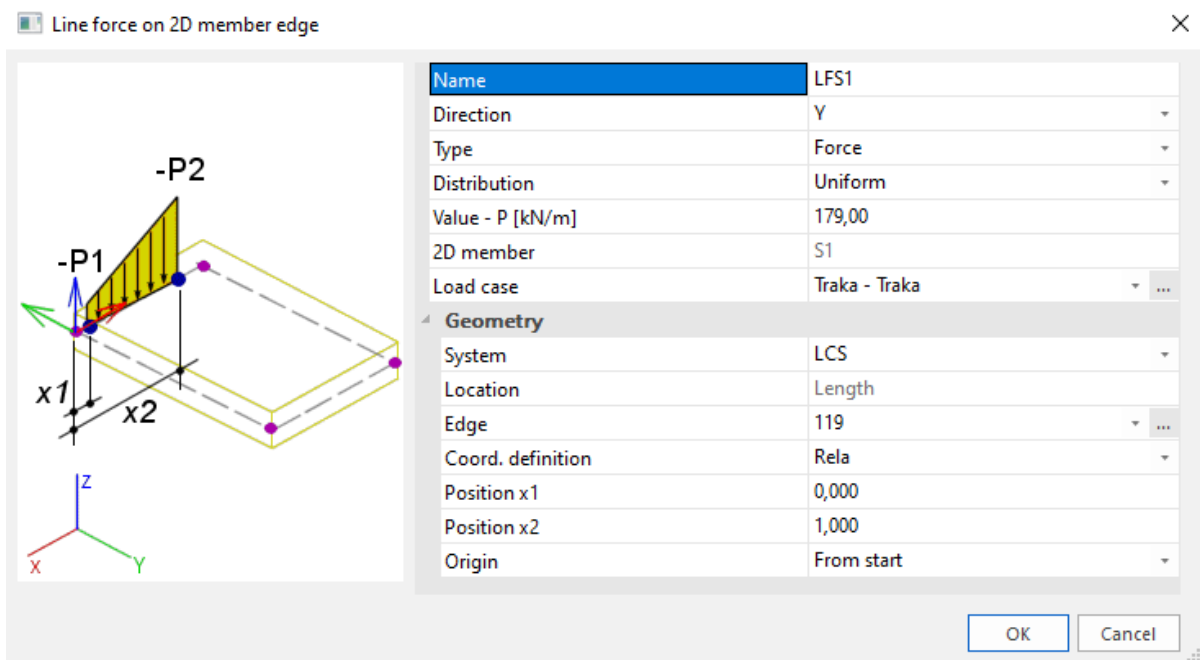 Line force on 2D member edge
-P2
-P1
x1
x2
Z
X
Y
Name LFS1
Direction Y
Type Force
Distribution Uniform
Value - P [kN/m] 179,00
2D member S1
Load case Traka - Traka ...
Geometry
System LCS
Location Length
Edge 119 ...
Coord. definition Rela
Position x1 0,000
Position x2 1,000
Origin From start
OK Cancel